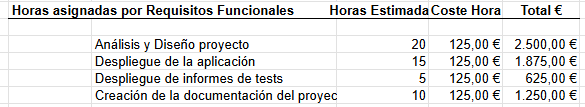 Horas asignadas por Requisitos Funcionales Horas Estimada Coste Hora Total €
Análisis y Diseño proyecto 20 125,00 € 2.500,00 €
Despliegue de la aplicación 15 125,00 € 1.875,00 €
Despliegue de informes de tests 5 125,00 € 625,00 €
Creación de la documentación del proyec 10 125,00 € 1.250,00 €